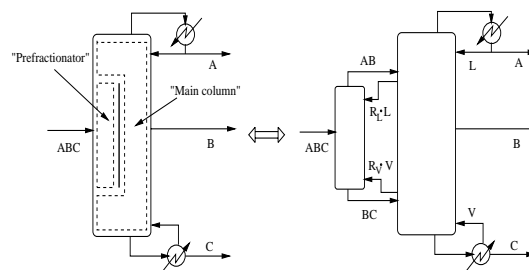 "Prefractionator"
A
"Main column"
ABC
B
C
AB
L
A
R_L·L
ABC
B
R_V·V
BC
V
C